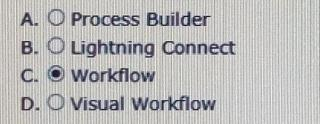 A. Process Builder
B. Lightning Connect
C. Workflow
D. Visual Workflow